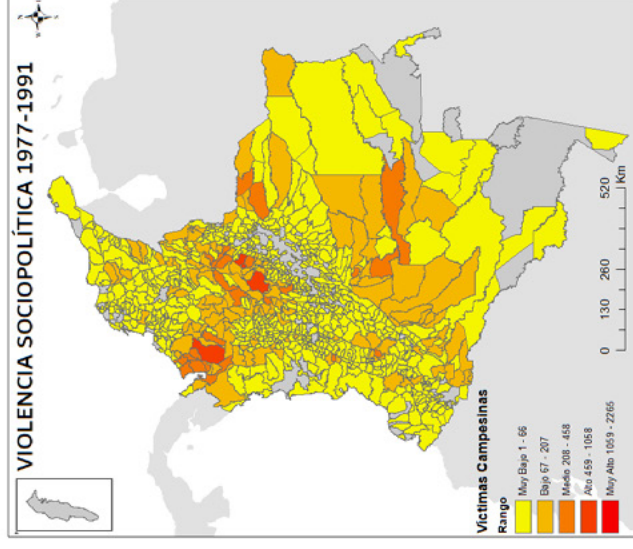 VIOLENCIA SOCIOPOLÍTICA 1977-1991
Víctimas Campesinas
Rango
Muy Bajo 1 - 66
Bajo 67 - 207
Medio 208 - 458
Alto 459 - 1058
Muy Alto 1059 - 2265
0 130 260 520
Km